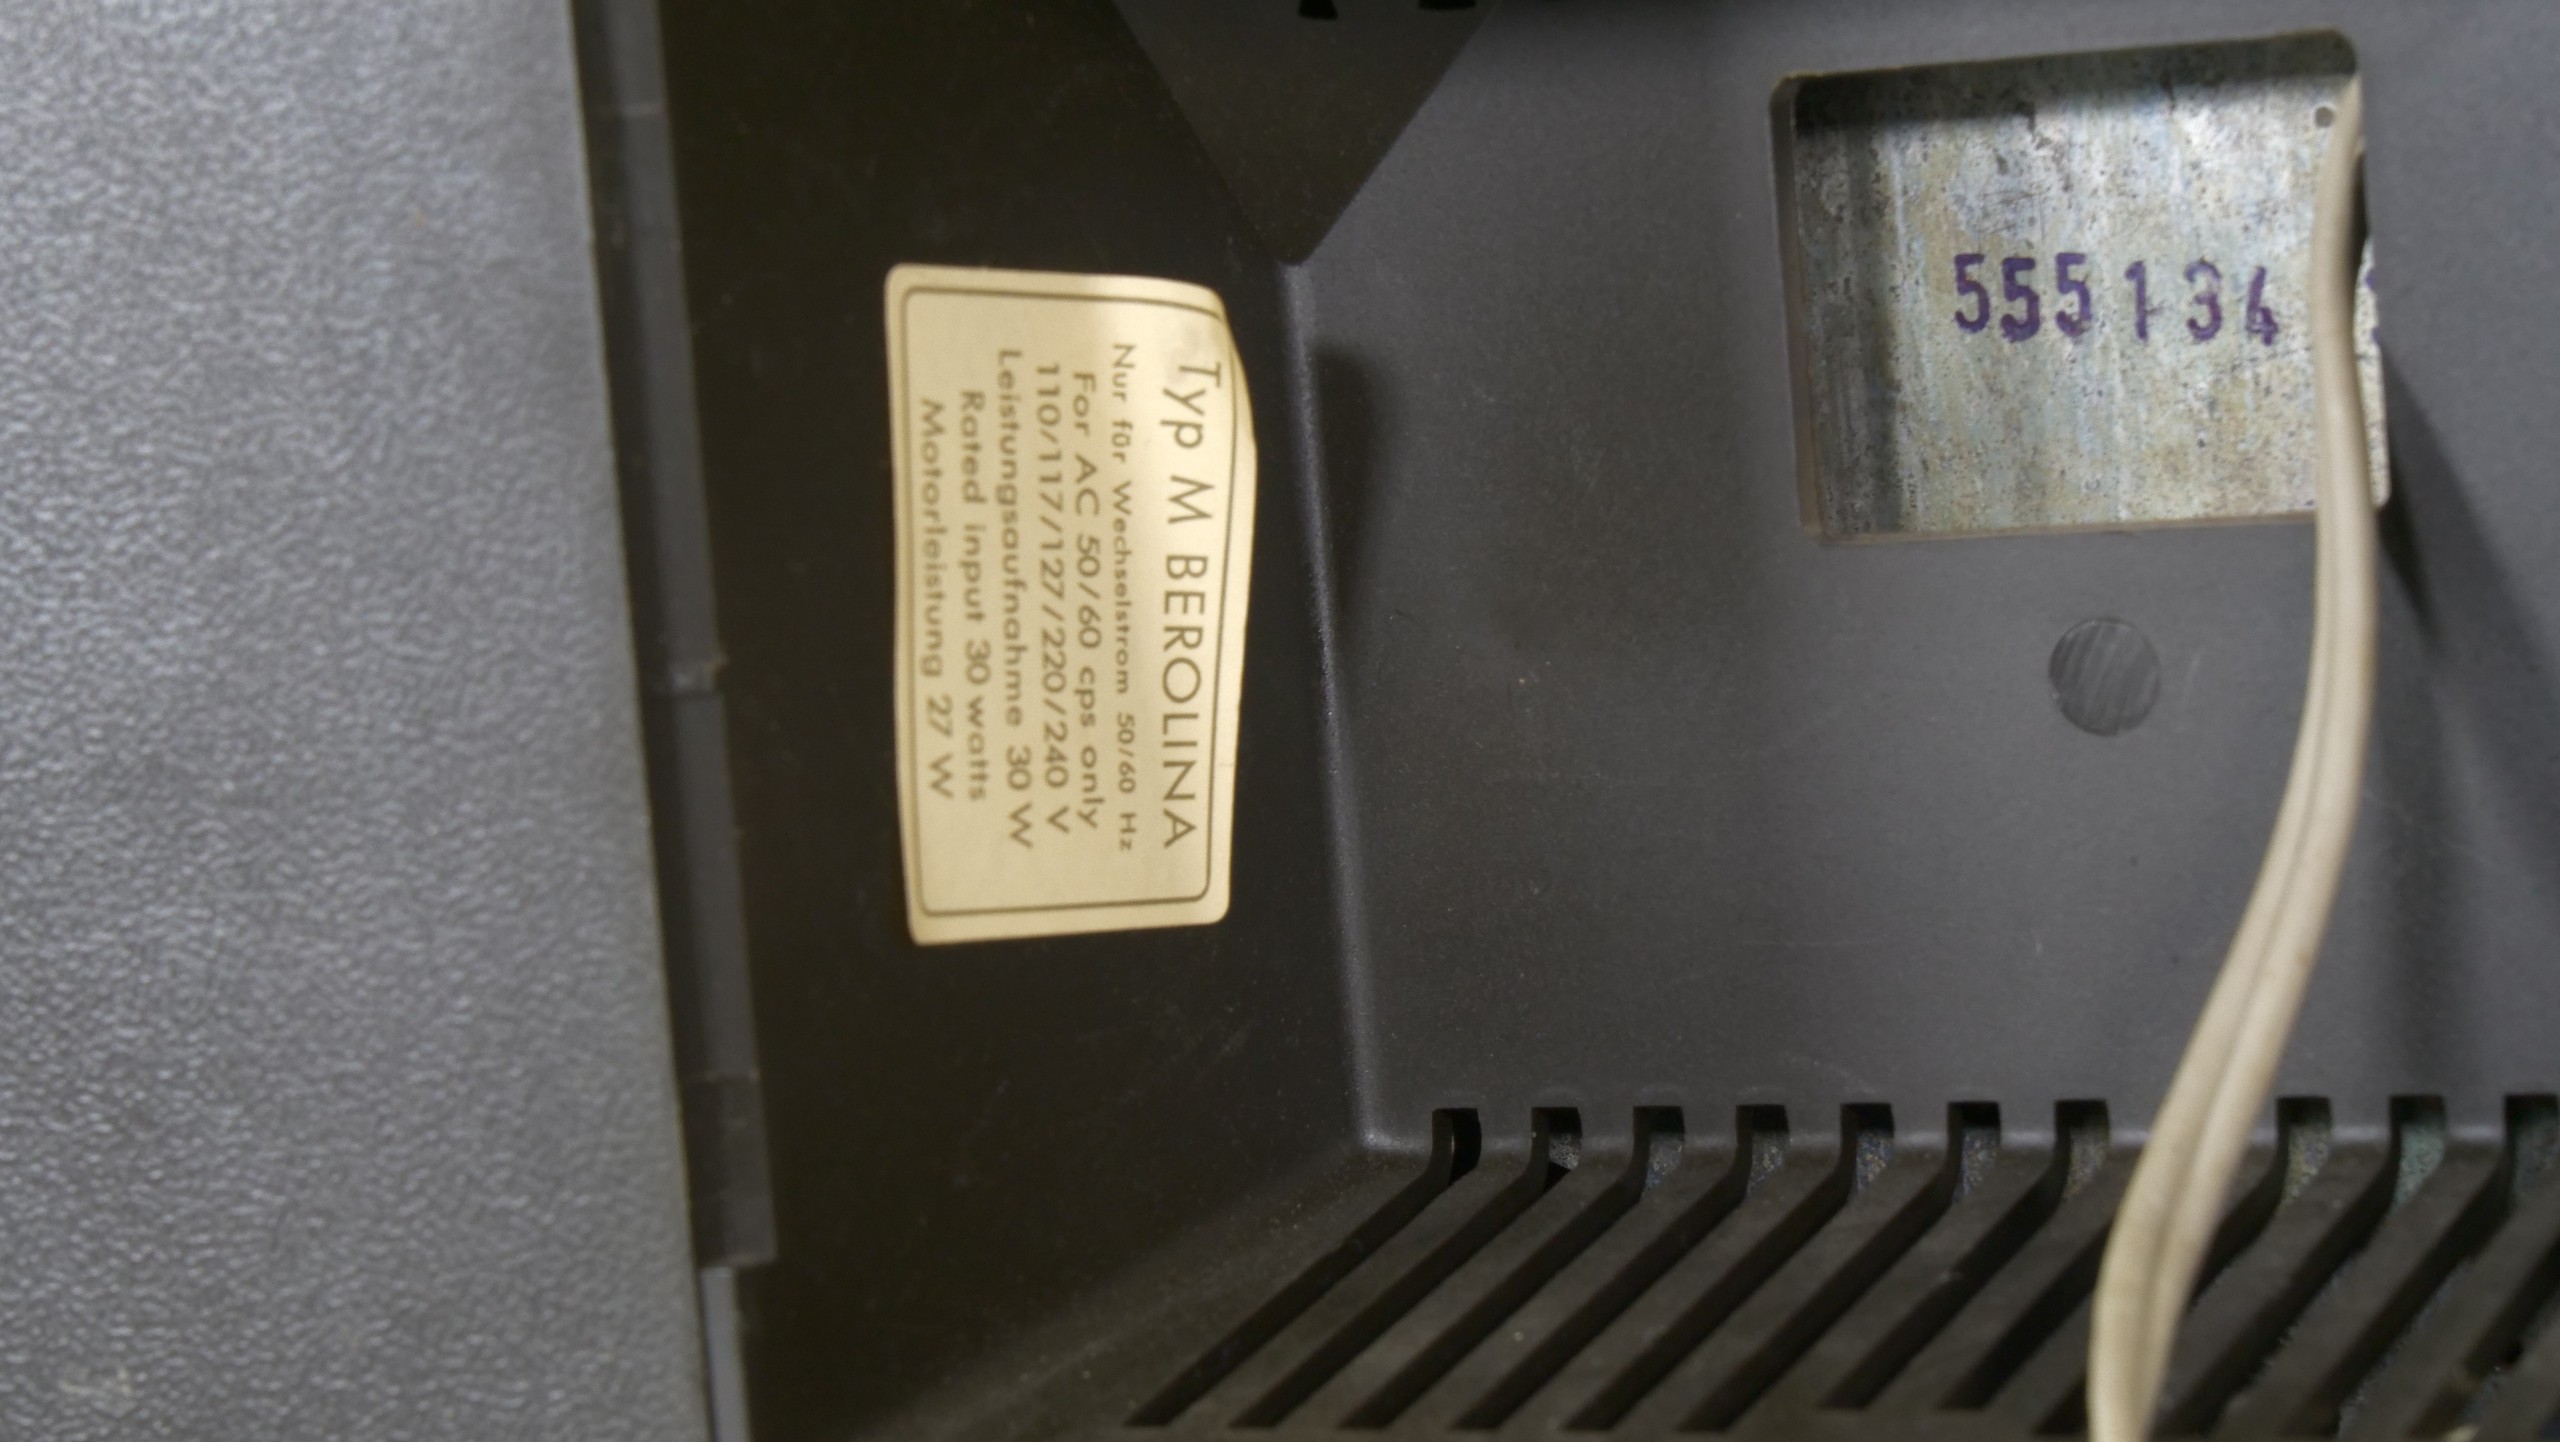 Typ M BEROLINA
Nur für Wechselstrom 50/60 Hz
For AC 50/60 cps only
110/117/127/220/240 V
Leistungsaufnahme 30 W
Rated input 30 watts
Motorleistung 27 W
555134